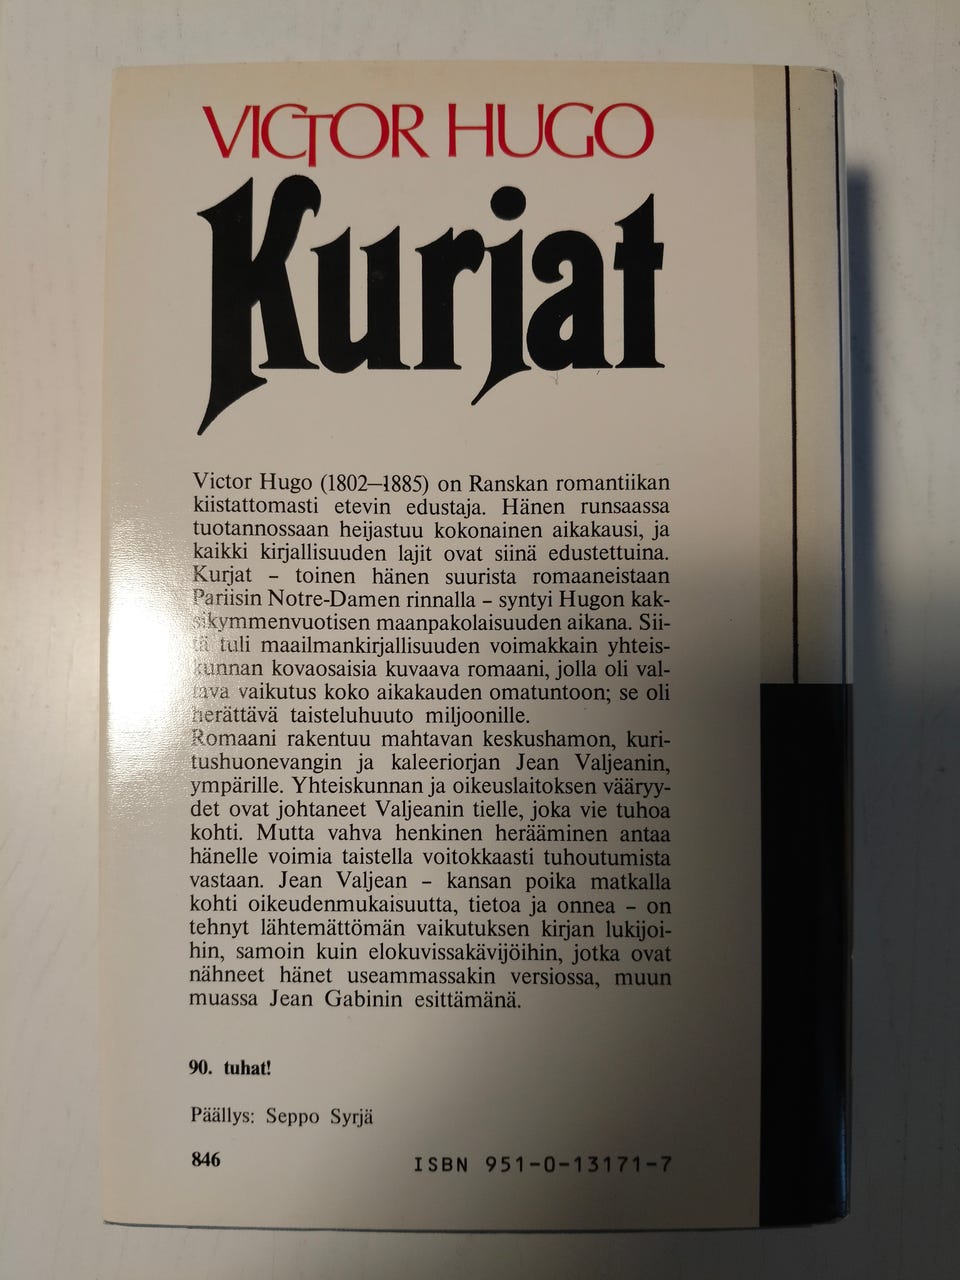 VICTOR HUGO
Kurjat
Victor Hugo (1802–1885) on Ranskan romantiikan
kiistattomasti etevin edustaja. Hänen runsaassa
tuotannossaan heijastuu kokonainen aikakausi, ja
kaikki kirjallisuuden lajit ovat siinä edustettuina.
Kurjat – toinen hänen suurista romaaneistaan
Pariisin Notre-Damen rinnalla – syntyi Hugon kak-
sikymmenvuotisen maanpakolaisuuden aikana. Sii-
tä tuli maailmankirjallisuuden voimakkain yhteis-
kunnan kovaosaisia kuvaava romaani, jolla oli val-
tava vaikutus koko aikakauden omatuntoon; se oli
herättävä taisteluhuuto miljoonille.
Romaani rakentuu mahtavan keskushamon, kuri-
tushuonevangin ja kaleeriorjan Jean Valjeanin,
ympärille. Yhteiskunnan ja oikeuslaitoksen vääryy-
det ovat johtaneet Valjeanin tielle, joka vie tuhoa
kohti. Mutta vahva henkinen herääminen antaa
hänelle voimia taistella voitokkaasti tuhoutumista
vastaan. Jean Valjean – kansan poika matkalla
kohti oikeudenmukaisuutta, tietoa ja onnea – on
tehnyt lähtemättömän vaikutuksen kirjan lukijoi-
hin, samoin kuin elokuvissakävijöihin, jotka ovat
nähneet hänet useammassakin versiossa, muun
muassa Jean Gabinin esittämänä.
90. tuhat!
Päällys: Seppo Syrjä
846
ISBN 951-0-13171-7